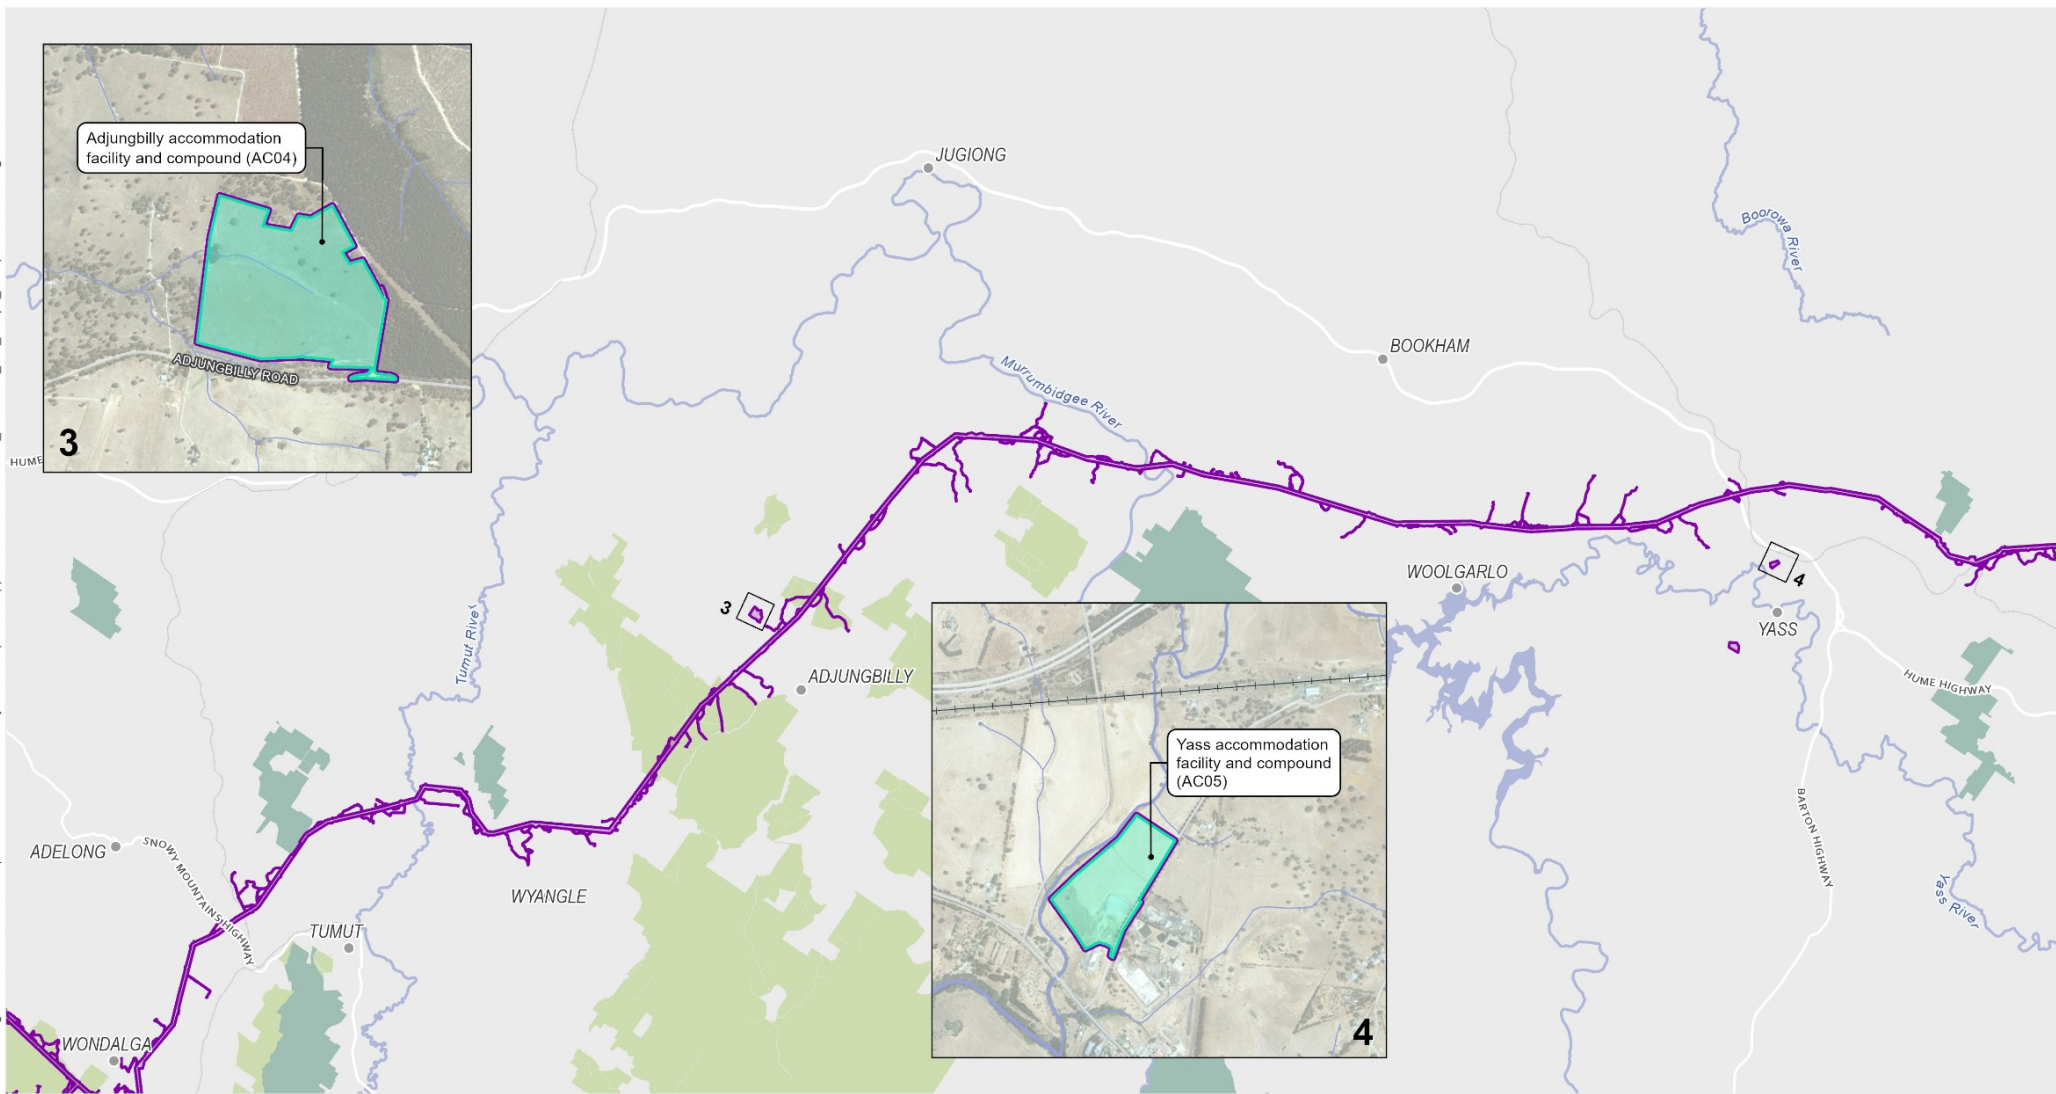 Adjungbilly accommodation
facility and compound (AC04)
ADJUNGBILLY ROAD
3
HUME
JUGIONG
Boorowa River
BOOKHAM
Murrumbidgee River
WOOLGARLO
4
YASS
3
Tumut River
ADJUNGBILLY
HUME HIGHWAY
Yass accommodation
facility and compound
(AC05)
4
BARTON HIGHWAY
ADELONG
SNOWY MOUNTAINS HIGHWAY
WYANGLE
Yass River
TUMUT
WONDALGA